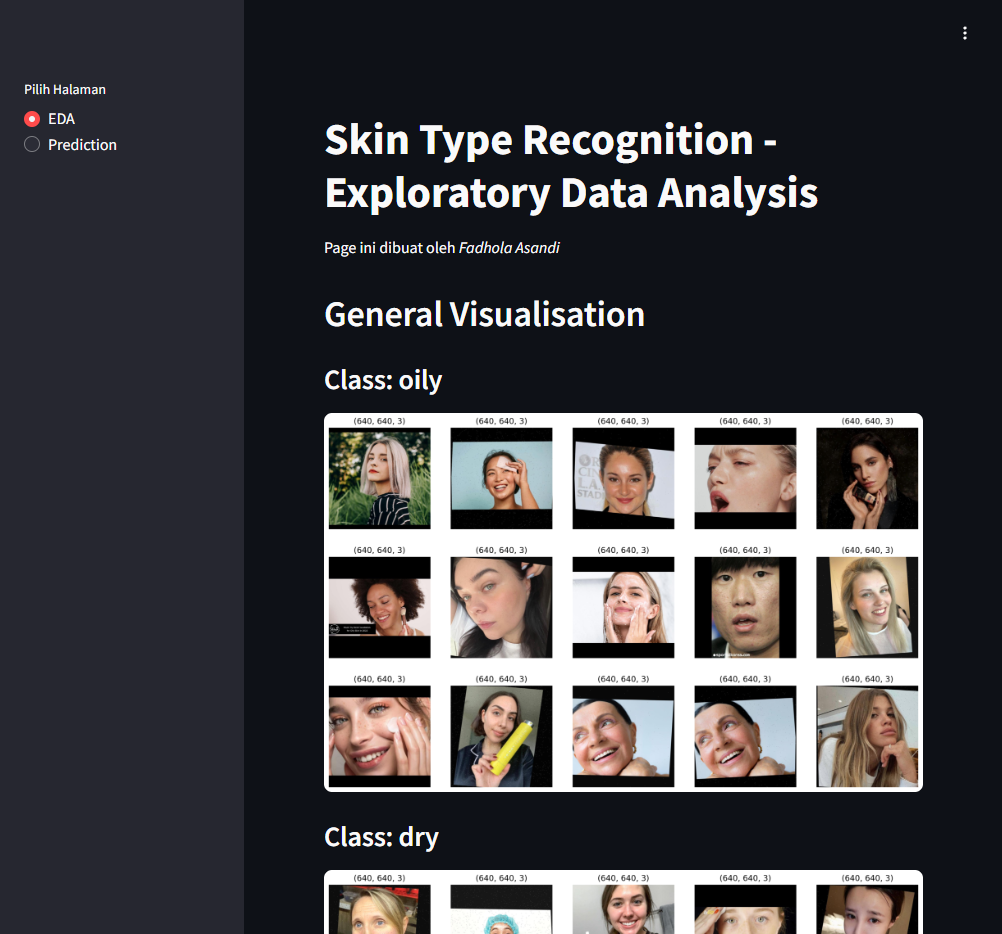 Pilih Halaman
EDA
Prediction
Skin Type Recognition -
Exploratory Data Analysis
Page ini dibuat oleh Fadhola Asandi
General Visualisation
Class: oily
(640, 640, 3) (640, 640, 3) (640, 640, 3) (640, 640, 3) (640, 640, 3)
(640, 640, 3) (640, 640, 3) (640, 640, 3) (640, 640, 3) (640, 640, 3)
(640, 640, 3) (640, 640, 3) (640, 640, 3) (640, 640, 3) (640, 640, 3)
Class: dry
(640, 640, 3) (640, 640, 3) (640, 640, 3) (640, 640, 3) (640, 640, 3)